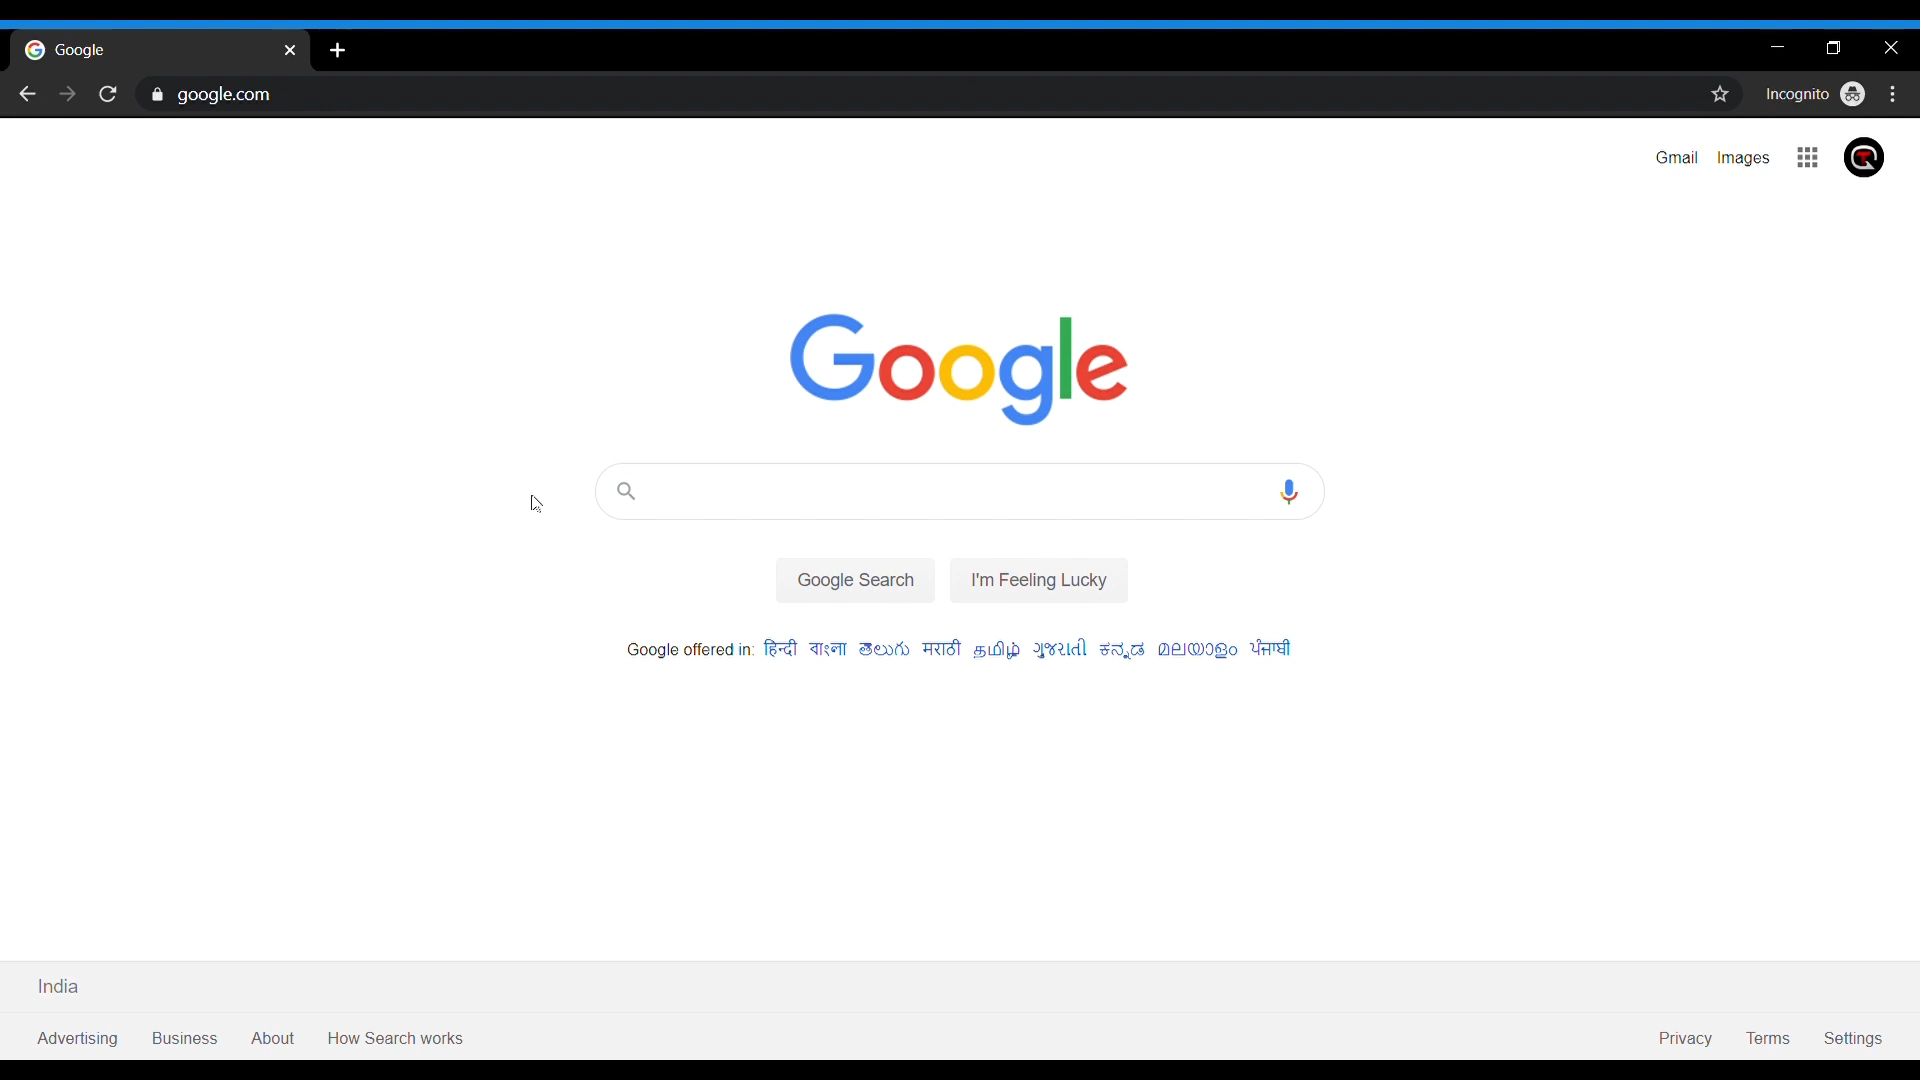 Google
google.com
Incognito
Gmail Images
Google
Google Search I'm Feeling Lucky
Google offered in: हिन्दी বাংলা తెలుగు मराठी தமிழ் ગુજરાતી ಕನ್ನಡ മലയാളം ਪੰਜਾਬੀ
India
Advertising Business About How Search works Privacy Terms Settings